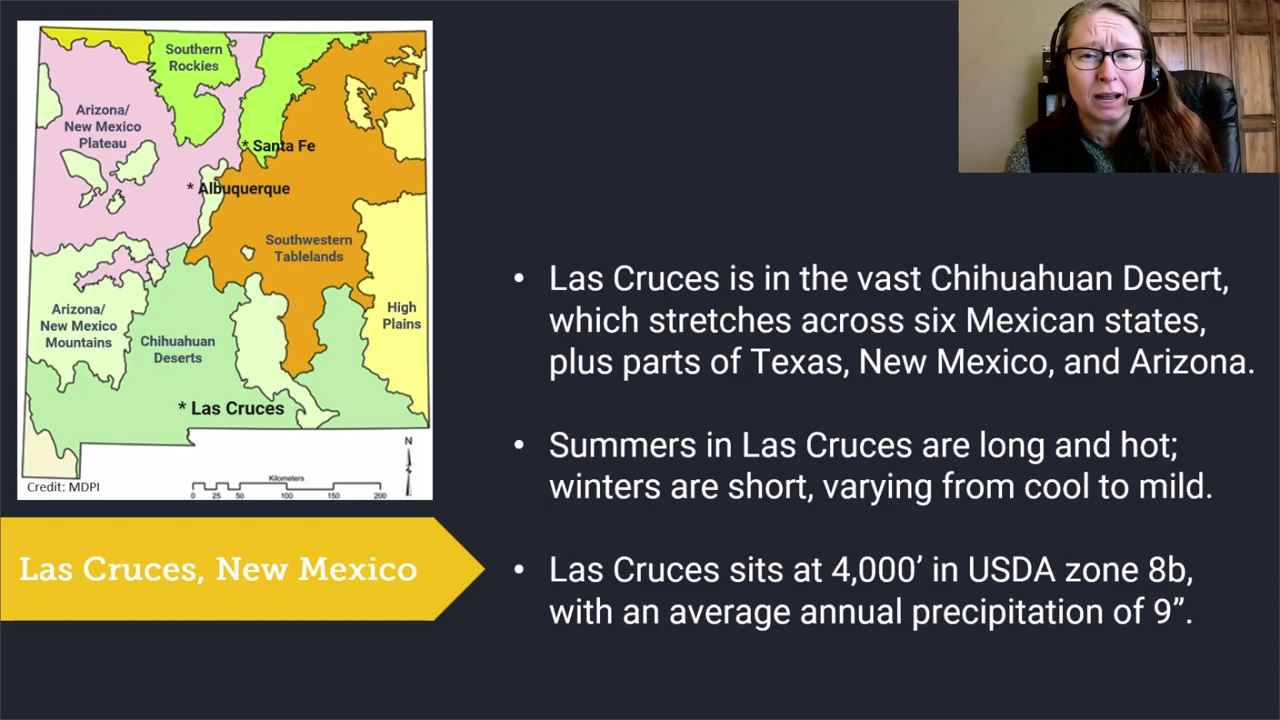 Southern
Rockies
Arizona/
New Mexico
Plateau
* Santa Fe
* Albuquerque
Southwestern
Tablelands
Arizona/
New Mexico
Mountains
High
Plains
Chihuahuan
Deserts
* Las Cruces
N
Kilometers
0 25 50 100 150 200
Credit: MDPI
Las Cruces, New Mexico
• Las Cruces is in the vast Chihuahuan Desert,
which stretches across six Mexican states,
plus parts of Texas, New Mexico, and Arizona.
• Summers in Las Cruces are long and hot;
winters are short, varying from cool to mild.
• Las Cruces sits at 4,000’ in USDA zone 8b,
with an average annual precipitation of 9”.